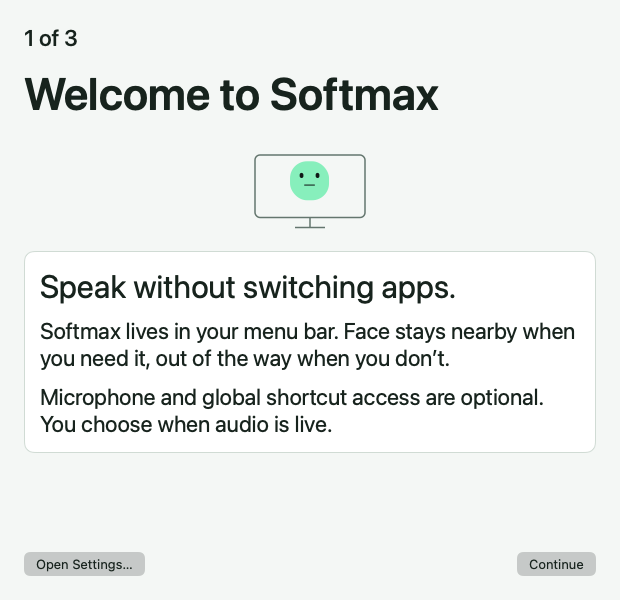 1 of 3
Welcome to Softmax
Speak without switching apps.
Softmax lives in your menu bar. Face stays nearby when
you need it, out of the way when you don’t.
Microphone and global shortcut access are optional.
You choose when audio is live.
Open Settings...
Continue